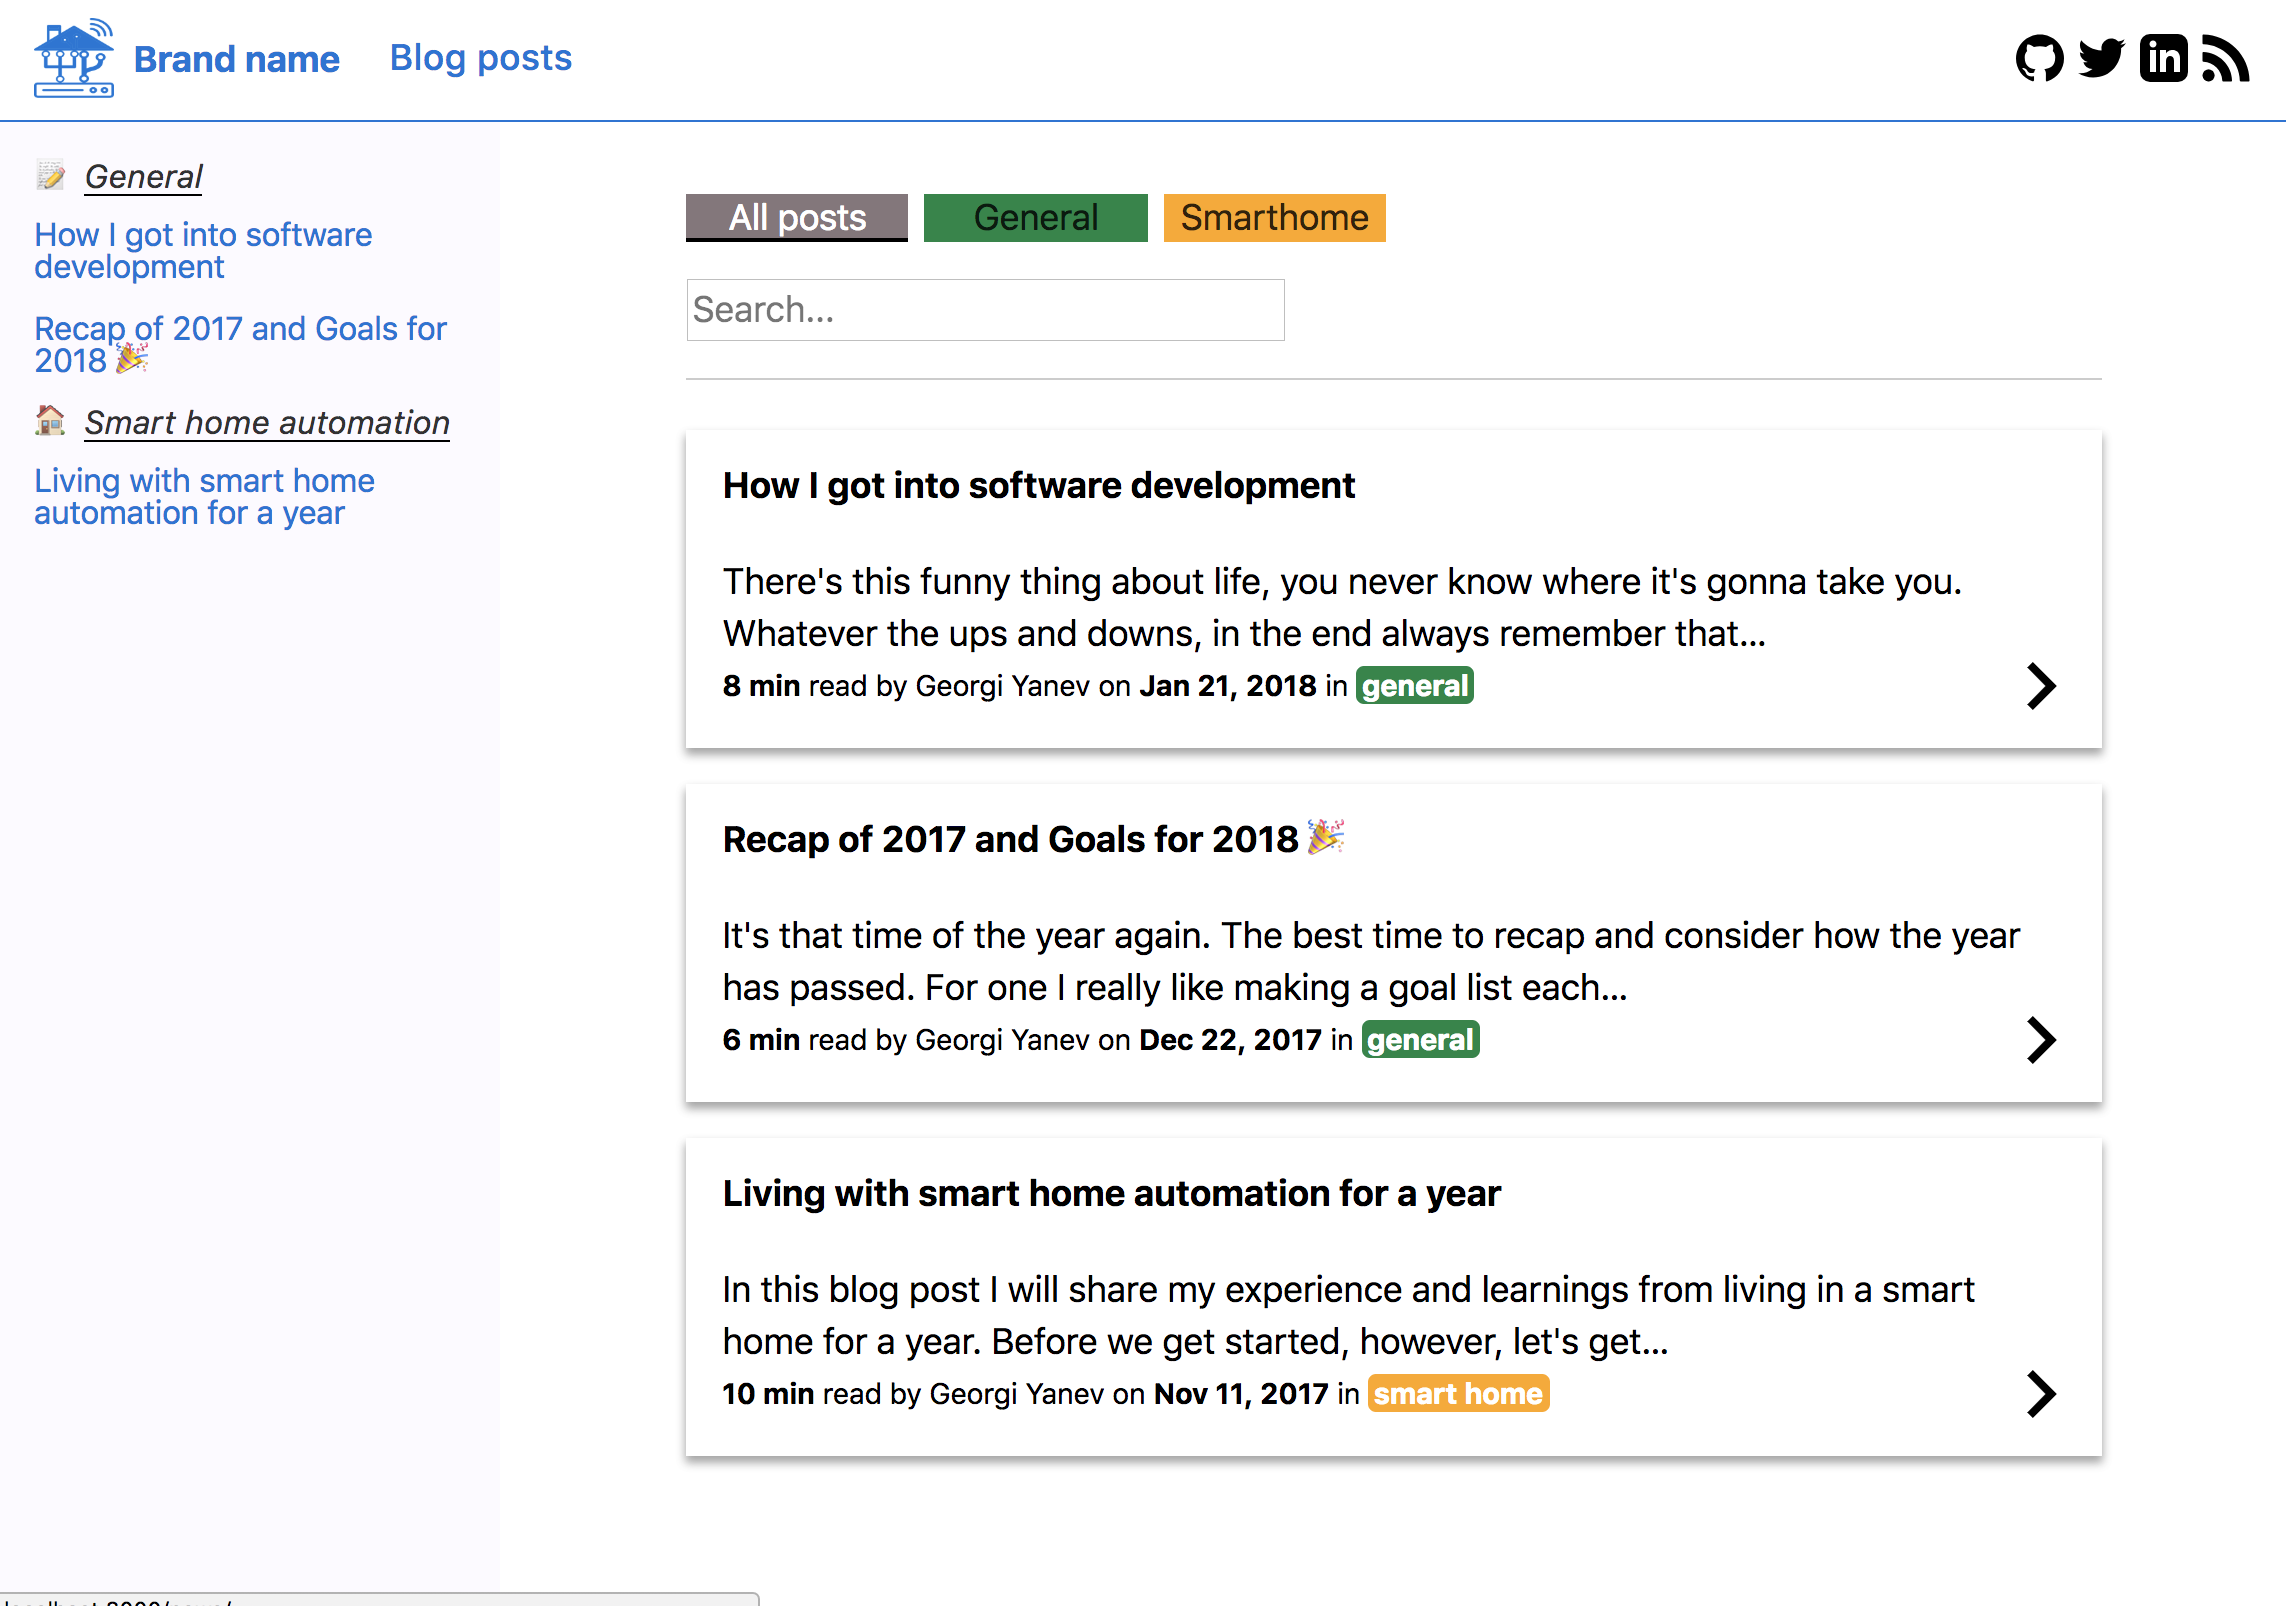 Brand name
Blog posts
General
How I got into software
development
Recap of 2017 and Goals for
2018 🎉
Smart home automation
Living with smart home
automation for a year
All posts
General
Smarthome
Search...
How I got into software development
There's this funny thing about life, you never know where it's gonna take you.
Whatever the ups and downs, in the end always remember that...
8 min read by Georgi Yanev on Jan 21, 2018 in general
Recap of 2017 and Goals for 2018 🎉
It's that time of the year again. The best time to recap and consider how the year
has passed. For one I really like making a goal list each...
6 min read by Georgi Yanev on Dec 22, 2017 in general
Living with smart home automation for a year
In this blog post I will share my experience and learnings from living in a smart
home for a year. Before we get started, however, let's get...
10 min read by Georgi Yanev on Nov 11, 2017 in smart home